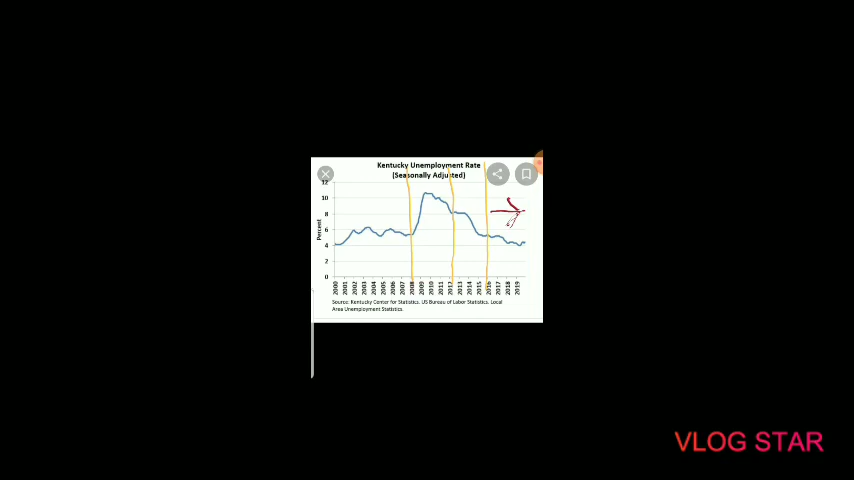 Kentucky Unemployment Rate
(Seasonally Adjusted)
Percent
12
10
8
6
4
2
0
2000 2001 2002 2003 2004 2005 2006 2007 2008 2009 2010 2011 2012 2013 2014 2015 2016 2017 2018 2019
Source: Kentucky Center for Statistics. US Bureau of Labor Statistics. Local
Area Unemployment Statistics.
VLOG STAR